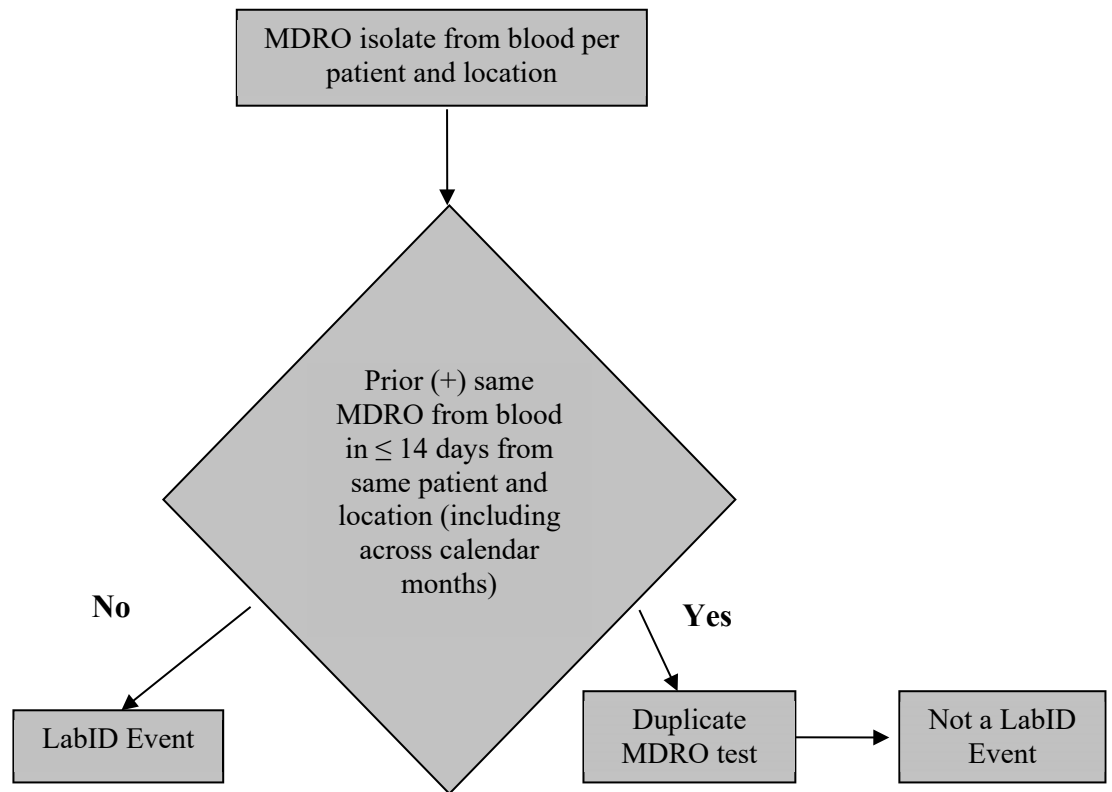 MDRO isolate from blood per
patient and location
Prior (+) same
MDRO from blood
in ≤ 14 days from
same patient and
location (including
across calendar
months)
No
Yes
LabID Event
Duplicate
MDRO test
Not a LabID
Event